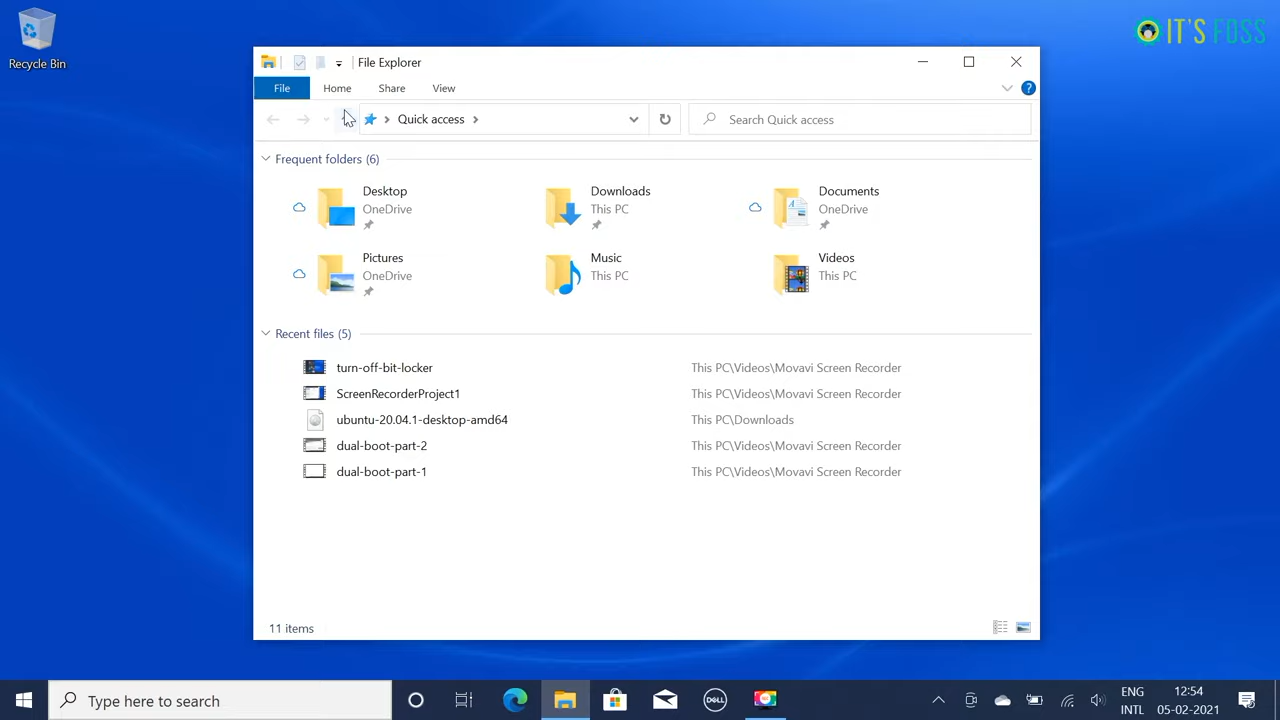 IT'S FOSS
Recycle Bin
File Explorer
File Home Share View
Quick access
Search Quick access
Frequent folders (6)
Desktop
OneDrive
Downloads
This PC
Documents
OneDrive
Pictures
OneDrive
Music
This PC
Videos
This PC
Recent files (5)
turn-off-bit-locker This PC\Videos\Movavi Screen Recorder
ScreenRecorderProject1 This PC\Videos\Movavi Screen Recorder
ubuntu-20.04.1-desktop-amd64 This PC\Downloads
dual-boot-part-2 This PC\Videos\Movavi Screen Recorder
dual-boot-part-1 This PC\Videos\Movavi Screen Recorder
11 items
Type here to search
DELL
ENG
INTL
12:54
05-02-2021